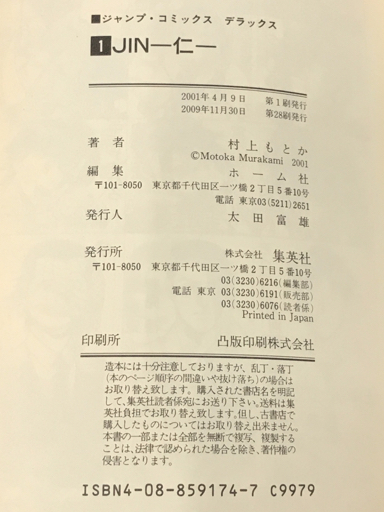 ■ジャンプ・コミックス デラックス
1 JIN―仁―
2001年4月9日 第1刷発行
2009年11月30日 第28刷発行
著者 村上もとか
©Motoka Murakami 2001
編集 ホーム社
〒101-8050 東京都千代田区一ツ橋2丁目5番10号
電話 東京03(5211)2651
発行人 太田富雄
発行所 株式会社 集英社
〒101-8050 東京都千代田区一ツ橋2丁目5番10号
03(3230)6216(編集部)
電話 東京 03(3230)6191(販売部)
03(3230)6076(読者係)
Printed in Japan
印刷所 凸版印刷株式会社
造本には十分注意しておりますが、乱丁・落丁
(本のページ順序の間違いや抜け落ち)の場合は
お取り替え致します。購入された書店名を明記
して、集英社読者係宛にお送り下さい。送料は集
英社負担でお取り替え致します。但し、古書店で
購入したものについてはお取り替え出来ません。
本書の一部または全部を無断で複写、複製する
ことは、法律で認められた場合を除き、著作権の
侵害となります。
ISBN4-08-859174-7 C9979